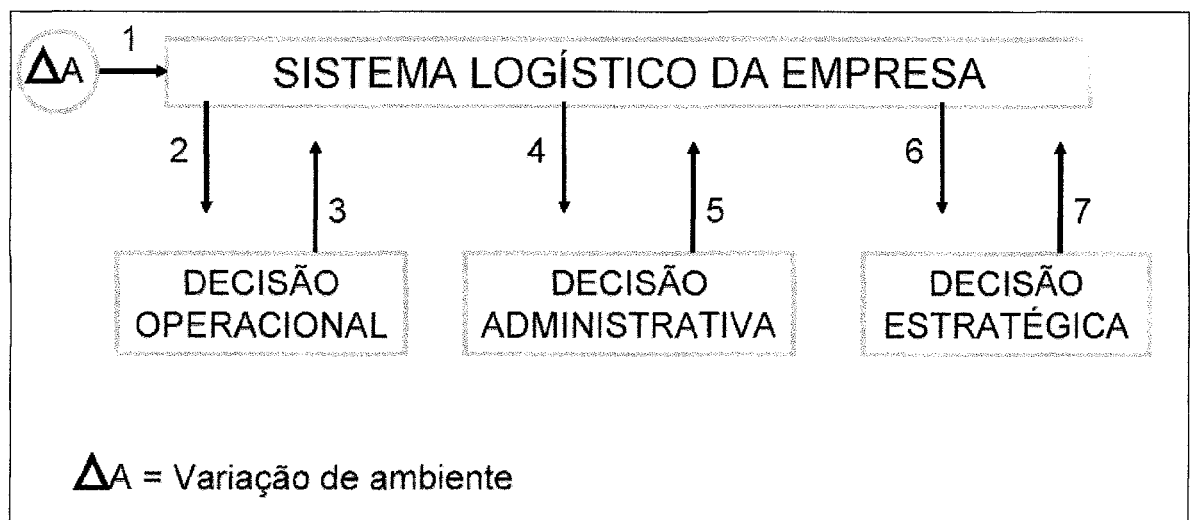 ΔA
1
SISTEMA LOGÍSTICO DA EMPRESA
2
3
4
5
6
7
DECISÃO
OPERACIONAL
DECISÃO
ADMINISTRATIVA
DECISÃO
ESTRATÉGICA
ΔA = Variação de ambiente